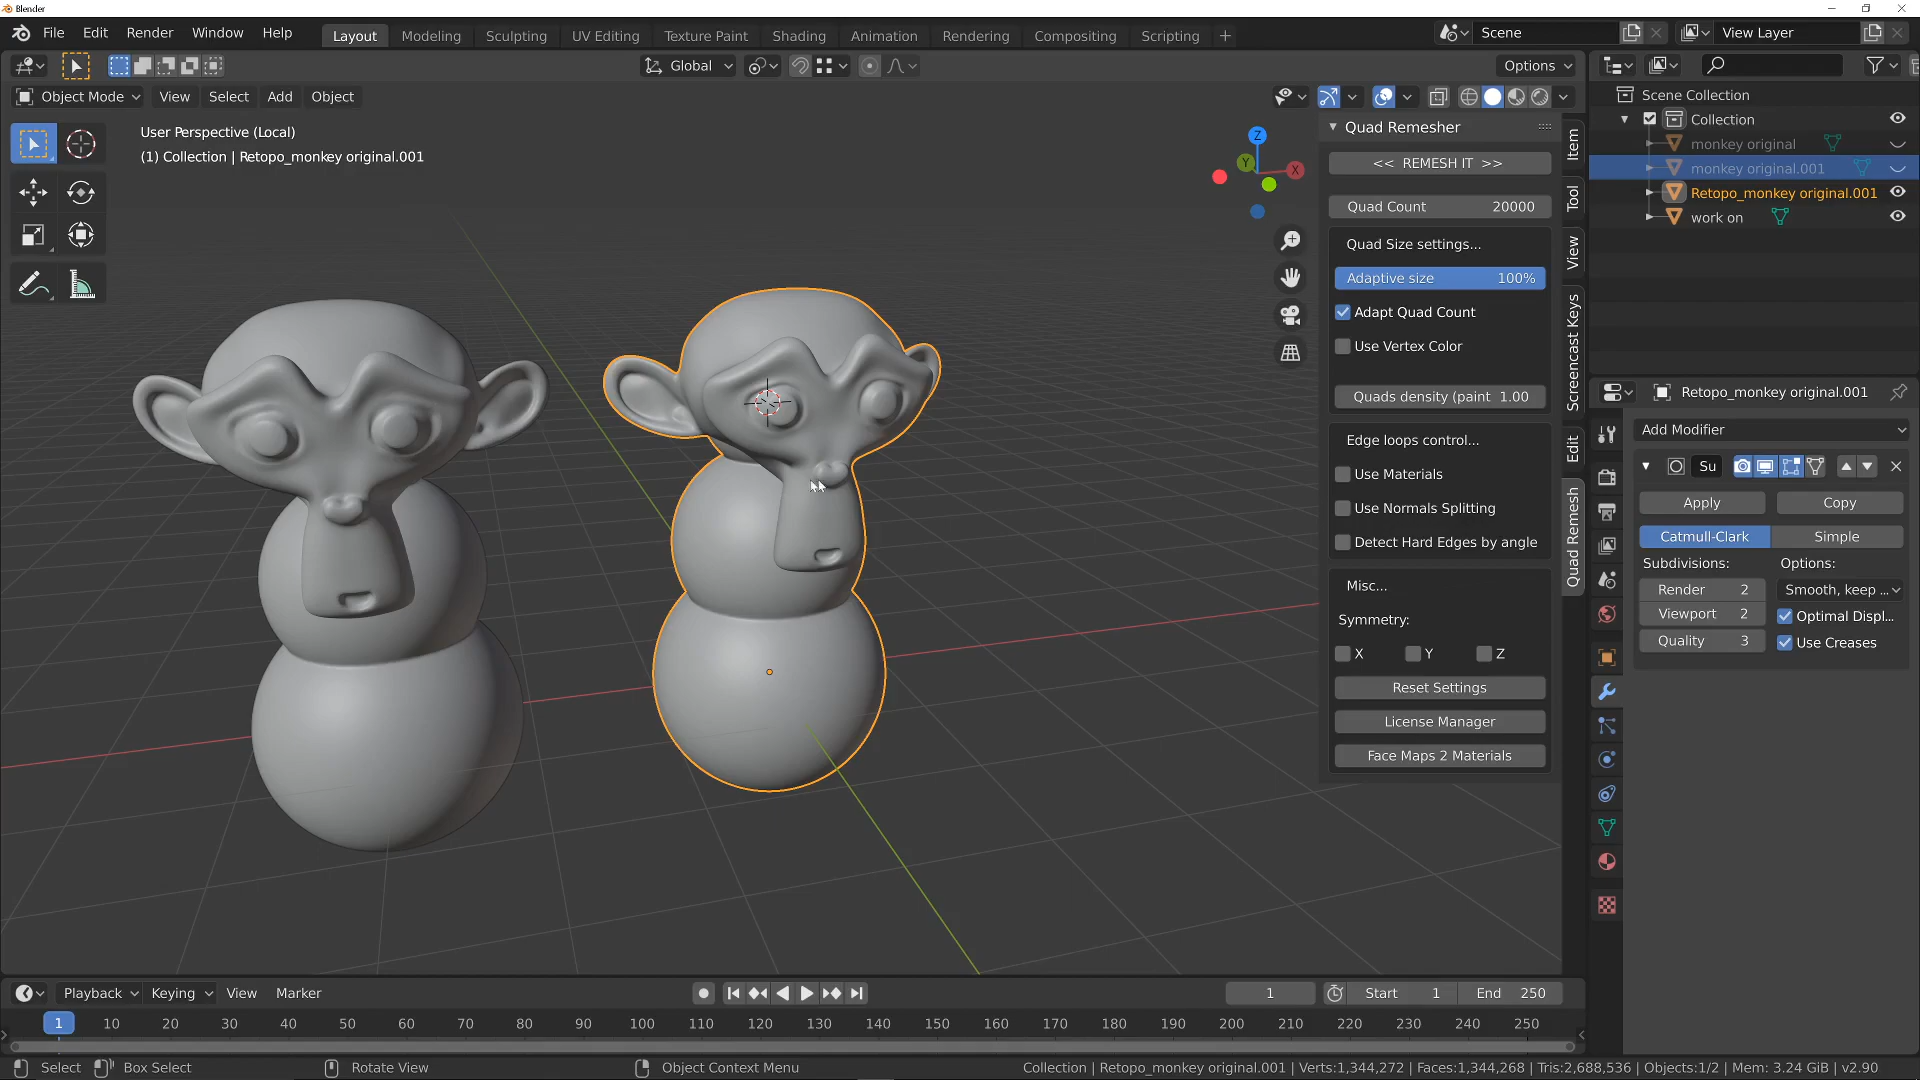 Blender
File Edit Render Window Help
Layout Modeling Sculpting UV Editing Texture Paint Shading Animation Rendering Compositing Scripting +
Scene
View Layer
Global
Options
Object Mode View Select Add Object
User Perspective (Local)
(1) Collection | Retopo_monkey original.001
Z
Y
X
Quad Remesher
<< REMESH IT >>
Quad Count 20000
Quad Size settings...
Adaptive size 100%
Adapt Quad Count
Use Vertex Color
Quads density (paint 1.00
Edge loops control...
Use Materials
Use Normals Splitting
Detect Hard Edges by angle
Misc...
Symmetry:
X Y Z
Reset Settings
License Manager
Face Maps 2 Materials
Item
Tool
View
Screencast Keys
Edit
Quad Remesh
Scene Collection
Collection
monkey original
monkey original.001
Retopo_monkey original.001
work on
Retopo_monkey original.001
Add Modifier
Su
Apply Copy
Catmull-Clark Simple
Subdivisions: Options:
Render 2 Smooth, keep ...
Viewport 2 Optimal Displ...
Quality 3 Use Creases
Playback Keying View Marker
1 Start 1 End 250
1 10 20 30 40 50 60 70 80 90 100 110 120 130 140 150 160 170 180 190 200 210 220 230 240 250
Select Box Select Rotate View Object Context Menu
Collection | Retopo_monkey original.001 | Verts:1,344,272 | Faces:1,344,268 | Tris:2,688,536 | Objects:1/2 | Mem: 3.24 GiB | v2.90